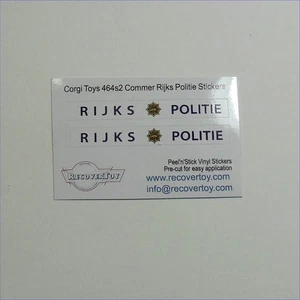 Corgi Toys 464s2 Commer Rijks Politie Stickers
RIJKS POLITIE
RIJKS POLITIE
Peel'n'Stick Vinyl Stickers
Pre-cut for easy application
RECOVERTOY
www.recovertoy.com
info@recovertoy.com